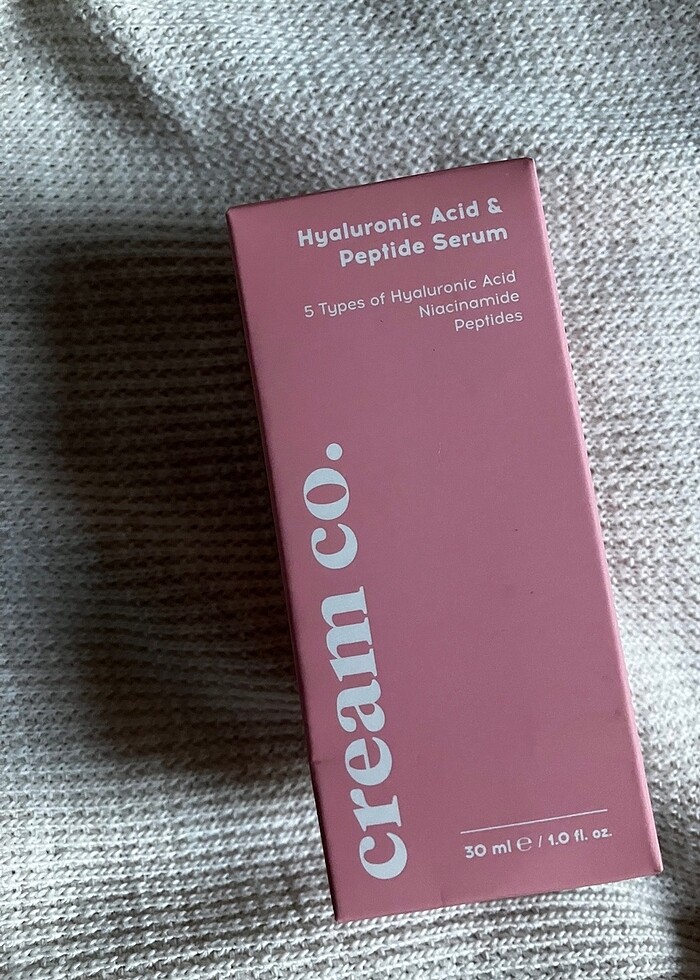 Hyaluronic Acid &
Peptide Serum
5 Types of Hyaluronic Acid
Niacinamide
Peptides
cream co.
30 ml ℮ / 1.0 fl. oz.